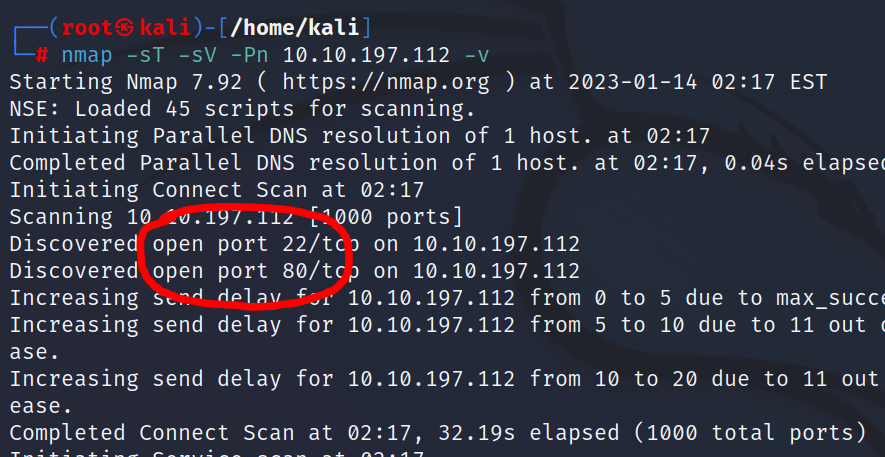 ┌──(root㉿kali)-[/home/kali]
└─# nmap -sT -sV -Pn 10.10.197.112 -v
Starting Nmap 7.92 ( https://nmap.org ) at 2023-01-14 02:17 EST
NSE: Loaded 45 scripts for scanning.
Initiating Parallel DNS resolution of 1 host. at 02:17
Completed Parallel DNS resolution of 1 host. at 02:17, 0.04s elapsed
Initiating Connect Scan at 02:17
Scanning 10.10.197.112 [1000 ports]
Discovered open port 22/tcp on 10.10.197.112
Discovered open port 80/tcp on 10.10.197.112
Increasing send delay for 10.10.197.112 from 0 to 5 due to max_succe
Increasing send delay for 10.10.197.112 from 5 to 10 due to 11 out
ase.
Increasing send delay for 10.10.197.112 from 10 to 20 due to 11 out
ease.
Completed Connect Scan at 02:17, 32.19s elapsed (1000 total ports)
Initiating Service scan at 02:17